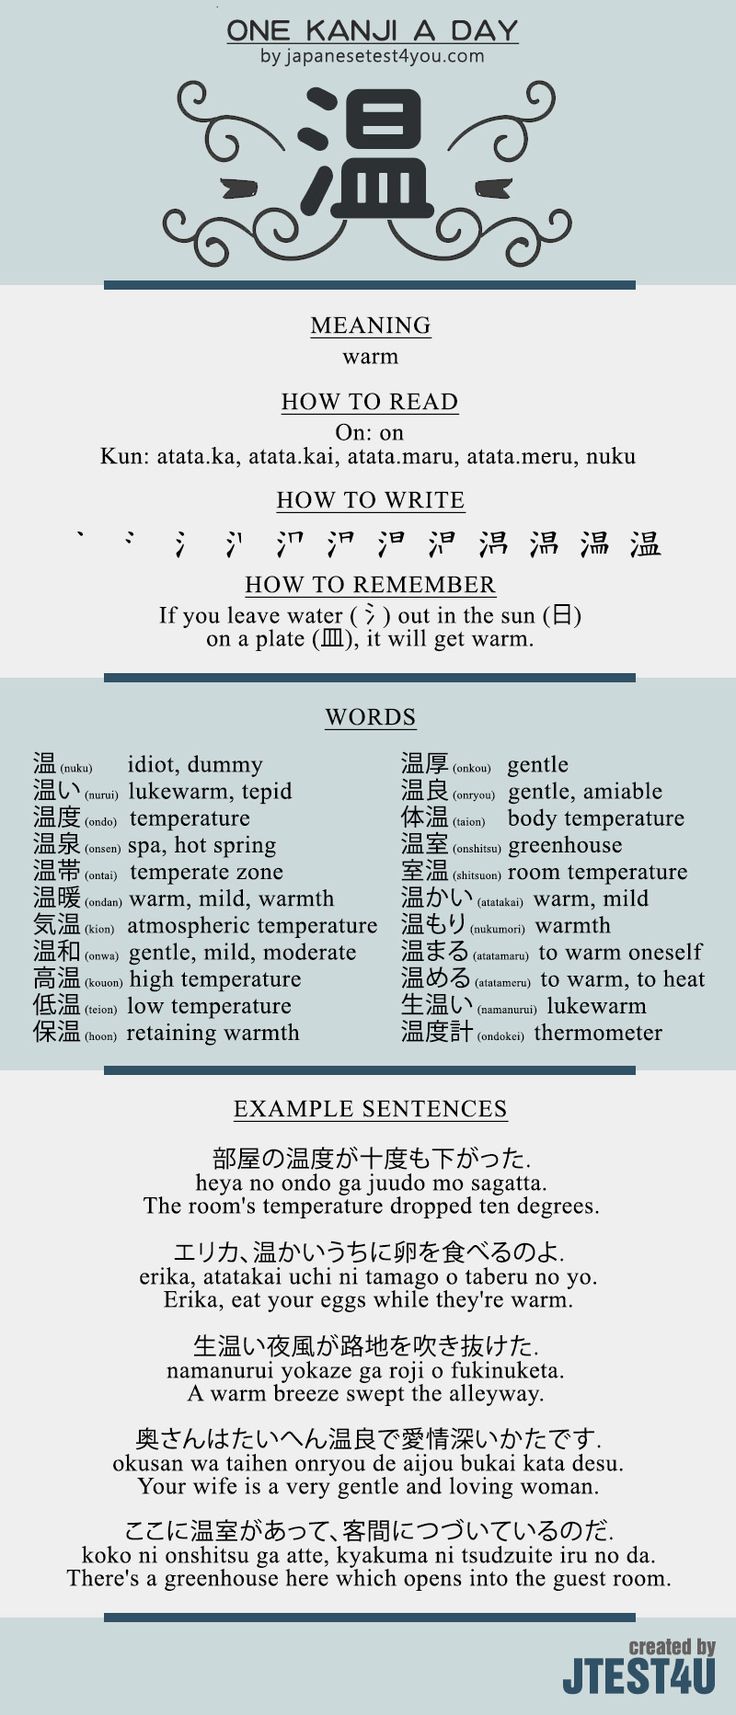 ONE KANJI A DAY
by japanesetest4you.com
温
MEANING
warm
HOW TO READ
On: on
Kun: atata.ka, atata.kai, atata.maru, atata.meru, nuku
HOW TO WRITE
温
HOW TO REMEMBER
If you leave water (氵) out in the sun (日)
on a plate (皿), it will get warm.
WORDS
温 (nuku) idiot, dummy
温い (nurui) lukewarm, tepid
温度 (ondo) temperature
温泉 (onsen) spa, hot spring
温帯 (ontai) temperate zone
温暖 (ondan) warm, mild, warmth
気温 (kion) atmospheric temperature
温和 (onwa) gentle, mild, moderate
高温 (kouon) high temperature
低温 (teion) low temperature
保温 (hoon) retaining warmth
温厚 (onkou) gentle
温良 (onryou) gentle, amiable
体温 (taion) body temperature
温室 (onshitsu) greenhouse
室温 (shitsuon) room temperature
温かい (atatakai) warm, mild
温もり (nukumori) warmth
温まる (atatamaru) to warm oneself
温める (atatameru) to warm, to heat
生温い (namanurui) lukewarm
温度計 (ondokei) thermometer
EXAMPLE SENTENCES
部屋の温度が十度も下がった.
heya no ondo ga juudo mo sagatta.
The room's temperature dropped ten degrees.
エリカ、温かいうちに卵を食べるのよ.
erika, atatakai uchi ni tamago o taberu no yo.
Erika, eat your eggs while they're warm.
生温い夜風が路地を吹き抜けた.
namanurui yokaze ga roji o fukinuketa.
A warm breeze swept the alleyway.
奥さんはたいへん温良で愛情深いかたです.
okusan wa taihen onryou de aijou bukai kata desu.
Your wife is a very gentle and loving woman.
ここに温室があって、客間につづいているのだ.
koko ni onshitsu ga atte, kyakuma ni tsudzuite iru no da.
There's a greenhouse here which opens into the guest room.
created by
JTEST4U